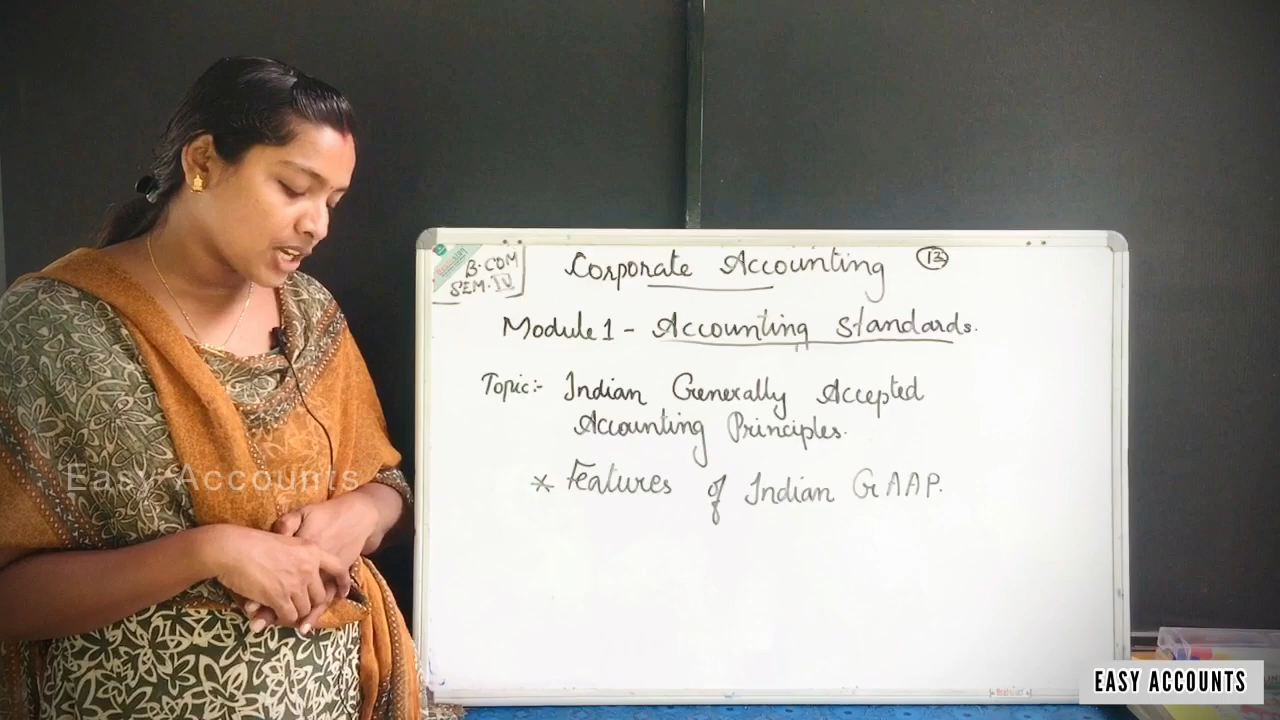 B.COM
SEM.IV
Corporate Accounting
13
Module 1 - Accounting Standards.
Topic:- Indian Generally Accepted
Accounting Principles.
* Features of Indian GAAP.
Easy Accounts
EASY ACCOUNTS